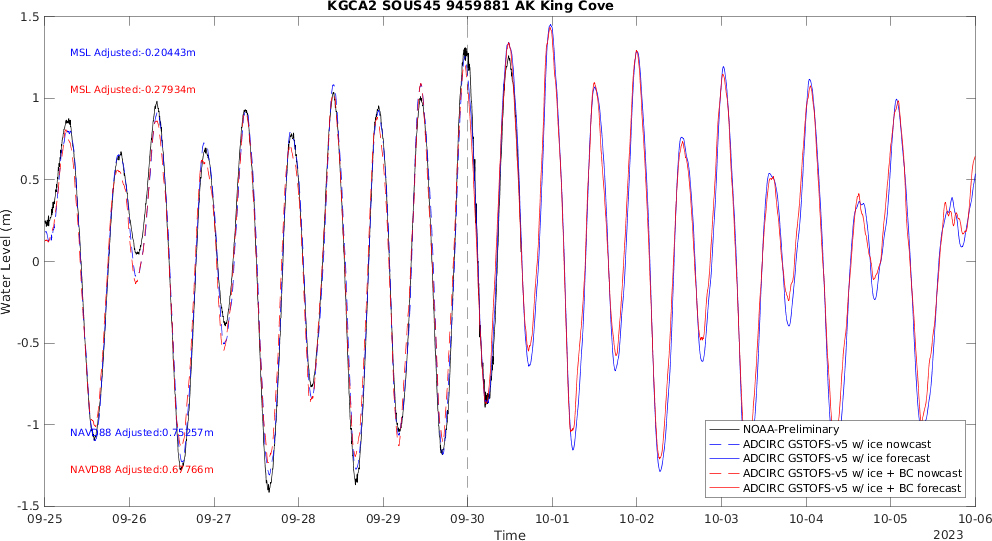 KGCA2 SOUS45 9459881 AK King Cove
1.5
MSL Adjusted:-0.20443m
MSL Adjusted:-0.27934m
1
0.5
Water Level (m)
0
-0.5
-1
NAVD88 Adjusted:0.75257m
NAVD88 Adjusted:0.67766m
-1.5
NOAA-Preliminary
ADCIRC GSTOFS-v5 w/ ice nowcast
ADCIRC GSTOFS-v5 w/ ice forecast
ADCIRC GSTOFS-v5 w/ ice + BC nowcast
ADCIRC GSTOFS-v5 w/ ice + BC forecast
09-25 09-26 09-27 09-28 09-29 09-30 10-01 10-02 10-03 10-04 10-05 10-06
Time
2023